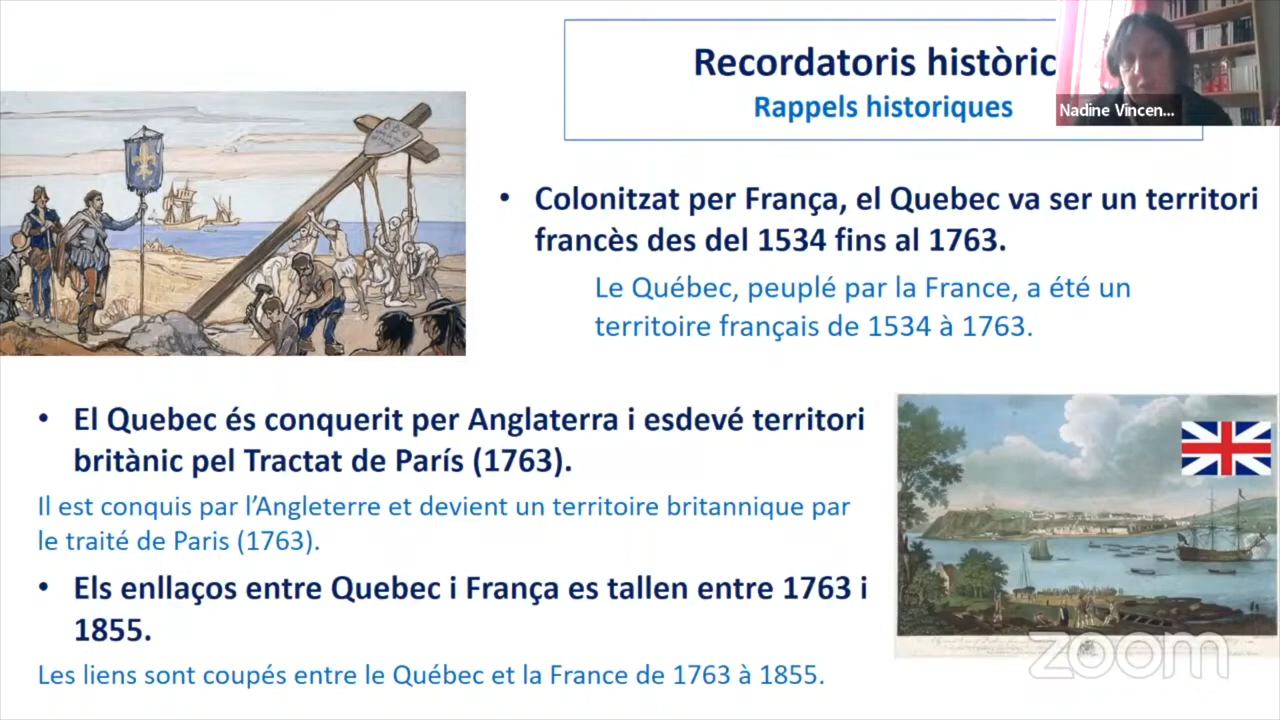 Recordatoris històric
Rappels historiques
Nadine Vincen...
• Colonitzat per França, el Quebec va ser un territori
francès des del 1534 fins al 1763.
Le Québec, peuplé par la France, a été un
territoire français de 1534 à 1763.
• El Quebec és conquerit per Anglaterra i esdevé territori
britànic pel Tractat de París (1763).
Il est conquis par l’Angleterre et devient un territoire britannique par
le traité de Paris (1763).
• Els enllaços entre Quebec i França es tallen entre 1763 i
1855.
Les liens sont coupés entre le Québec et la France de 1763 à 1855.
zoom